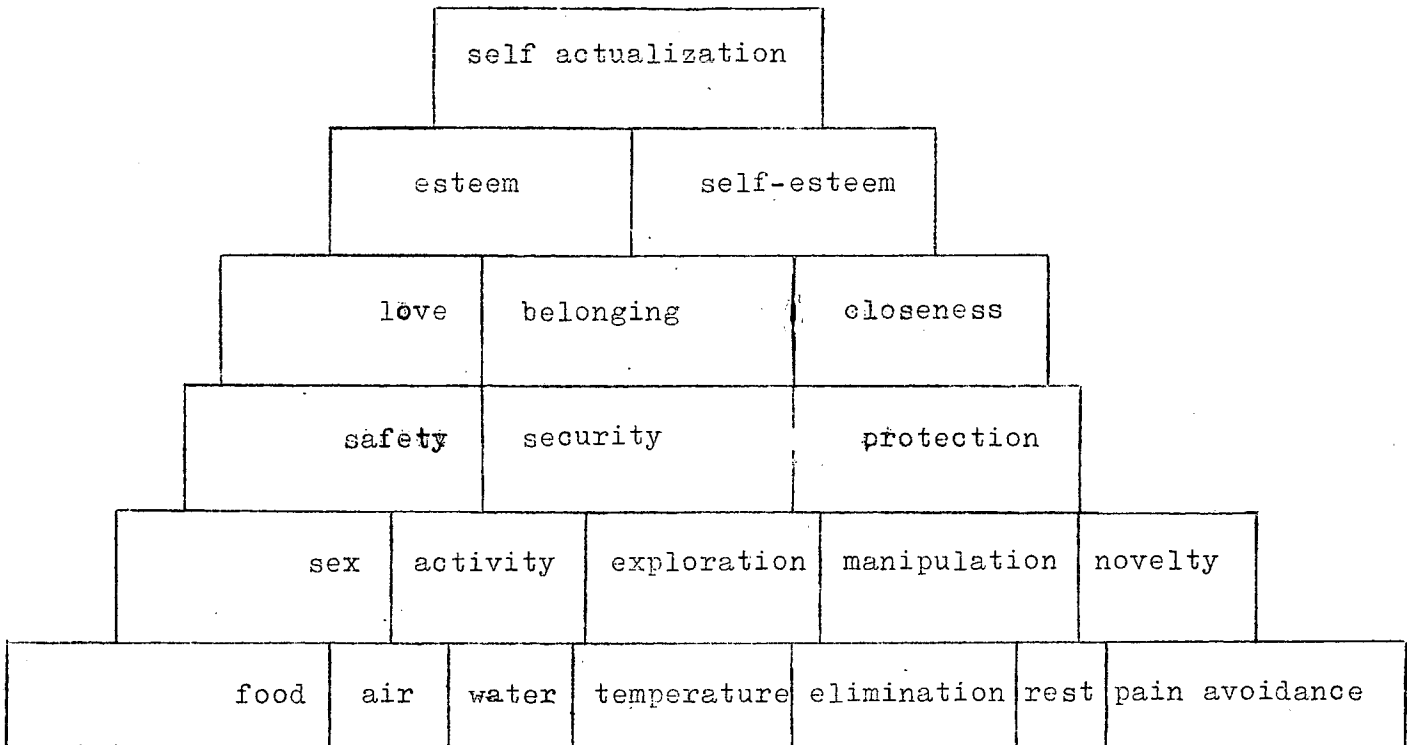 self actualization
esteem self-esteem
love belonging closeness
safety security protection
sex activity exploration manipulation novelty
food air water temperature elimination rest pain avoidance